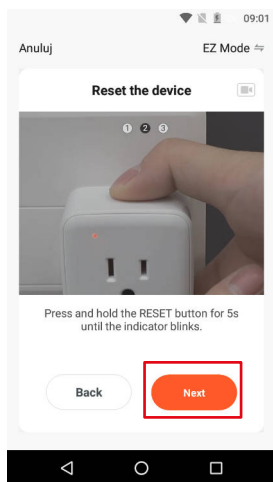 09:01
Anuluj EZ Mode
Reset the device
1 2 3
Press and hold the RESET button for 5s
until the indicator blinks.
Back Next